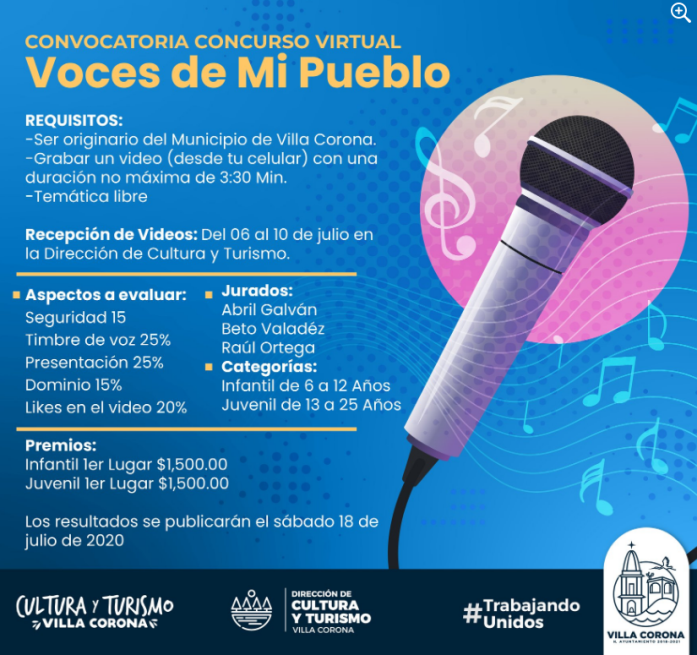 CONVOCATORIA CONCURSO VIRTUAL
Voces de Mi Pueblo
REQUISITOS:
-Ser originario del Municipio de Villa Corona.
-Grabar un video (desde tu celular) con una
duración no máxima de 3:30 Min.
-Temática libre
Recepción de Videos: Del 06 al 10 de julio en
la Dirección de Cultura y Turismo.
Aspectos a evaluar:
Seguridad 15
Timbre de voz 25%
Presentación 25%
Dominio 15%
Likes en el video 20%
Jurados:
Abril Galván
Beto Valadéz
Raúl Ortega
Categorías:
Infantil de 6 a 12 Años
Juvenil de 13 a 25 Años
Premios:
Infantil 1er Lugar $1,500.00
Juvenil 1er Lugar $1,500.00
Los resultados se publicarán el sábado 18 de
julio de 2020
CULTURA Y TURISMO
VILLA CORONA
DIRECCIÓN DE
CULTURA
Y TURISMO
VILLA CORONA
#Trabajando
Unidos
VILLA CORONA
H. AYUNTAMIENTO 2018-2021